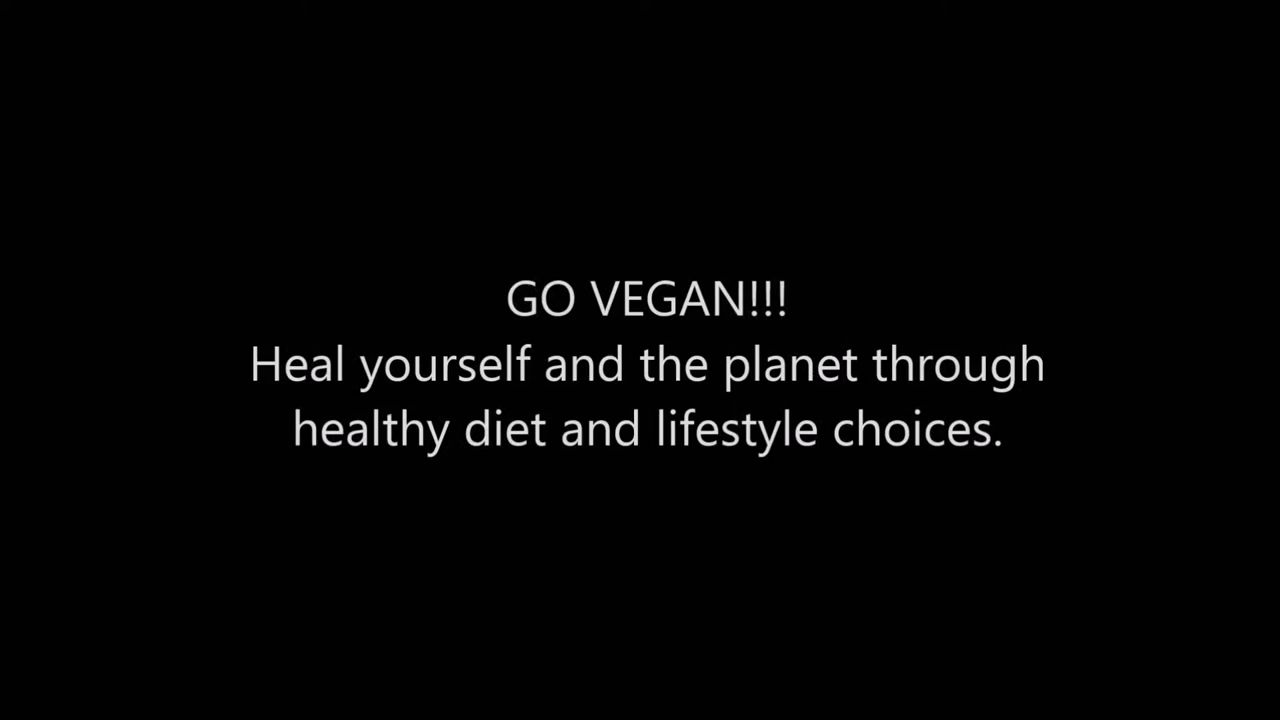 GO VEGAN!!!
Heal yourself and the planet through
healthy diet and lifestyle choices.